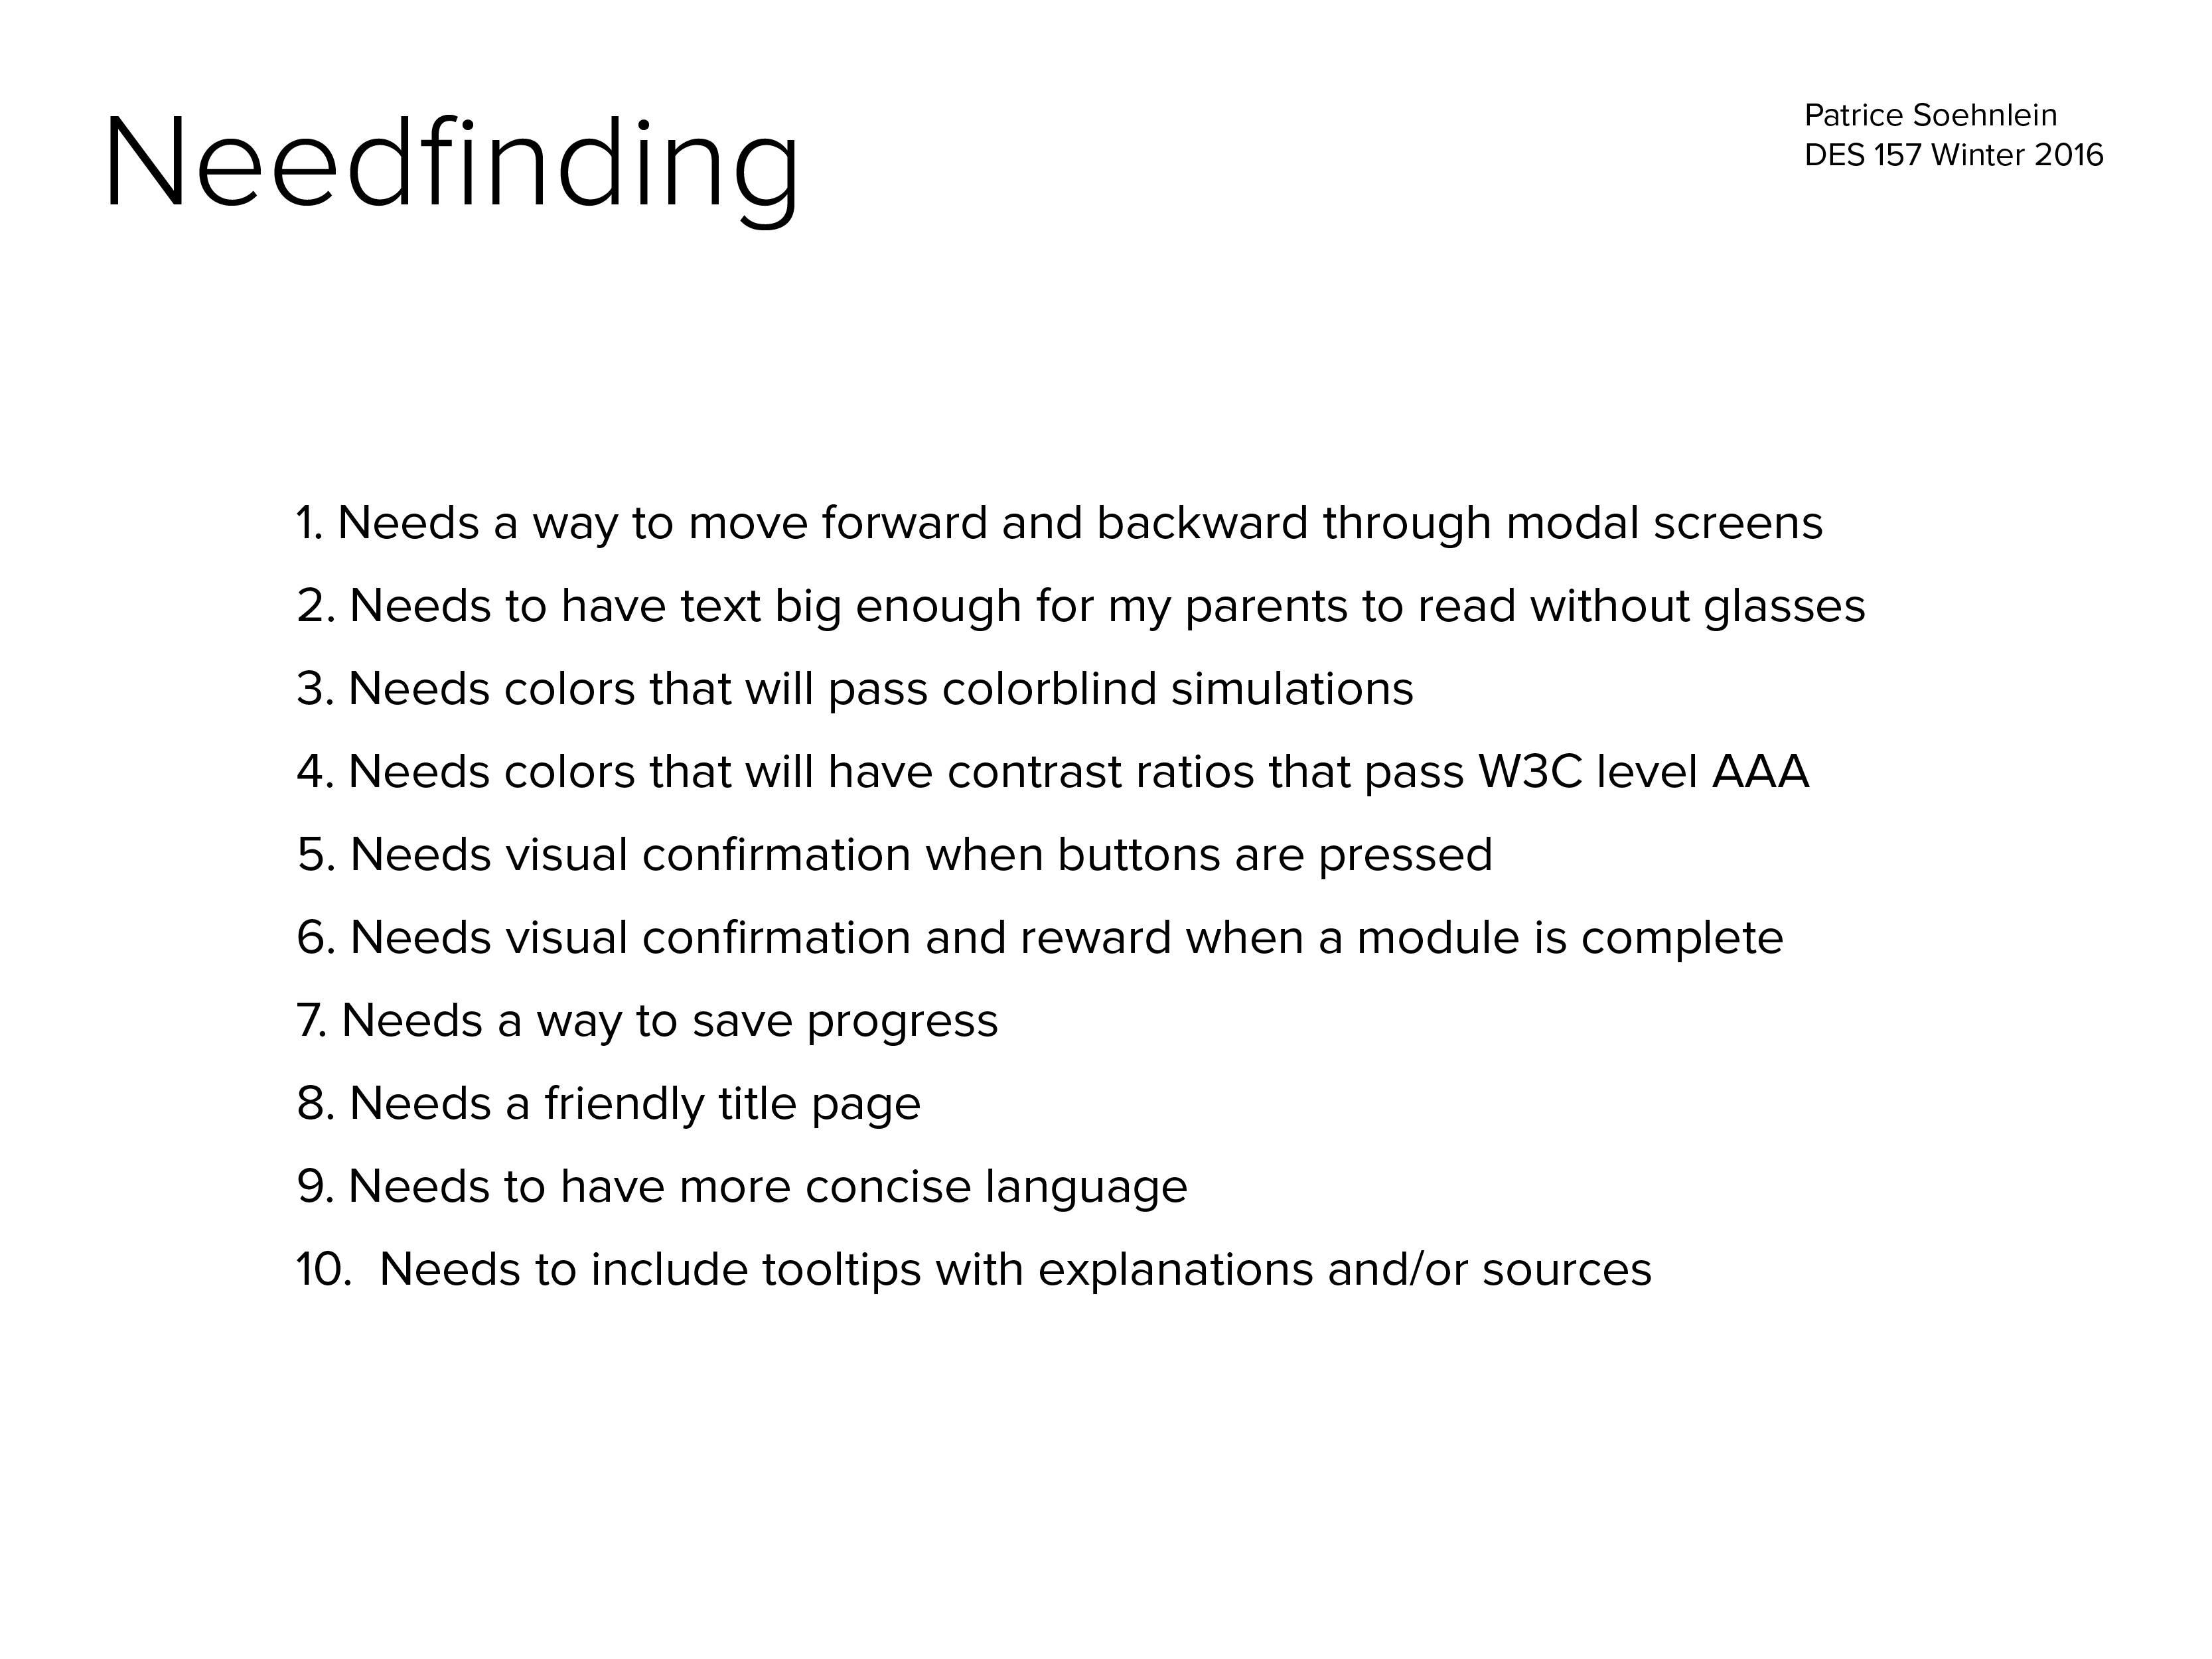 Needfinding
Patrice Soehnlein
DES 157 Winter 2016
1. Needs a way to move forward and backward through modal screens
2. Needs to have text big enough for my parents to read without glasses
3. Needs colors that will pass colorblind simulations
4. Needs colors that will have contrast ratios that pass W3C level AAA
5. Needs visual confirmation when buttons are pressed
6. Needs visual confirmation and reward when a module is complete
7. Needs a way to save progress
8. Needs a friendly title page
9. Needs to have more concise language
10.  Needs to include tooltips with explanations and/or sources